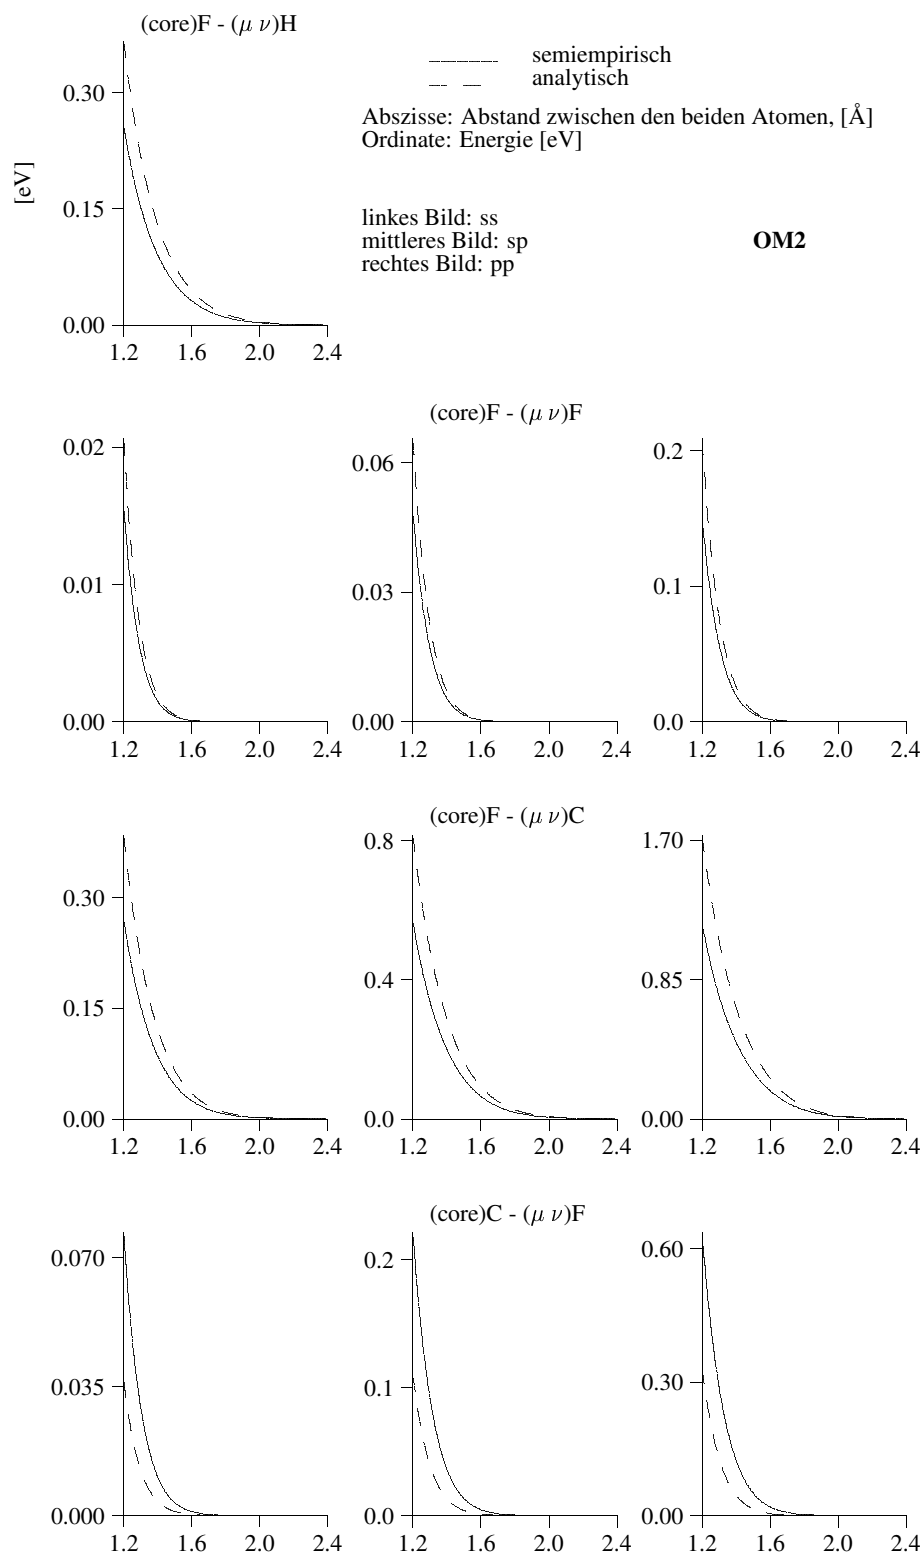 (core)F - (μ ν)H
semiempirisch
analytisch
Abszisse: Abstand zwischen den beiden Atomen, [Å]
Ordinate: Energie [eV]
linkes Bild: ss
mittleres Bild: sp
rechtes Bild: pp
OM2
[eV]
0.30
0.15
0.00
1.2 1.6 2.0 2.4
(core)F - (μ ν)F
0.02
0.01
0.00
1.2 1.6 2.0 2.4
0.06
0.03
0.00
1.2 1.6 2.0 2.4
0.2
0.1
0.0
1.2 1.6 2.0 2.4
(core)F - (μ ν)C
0.30
0.15
0.00
1.2 1.6 2.0 2.4
0.8
0.4
0.0
1.2 1.6 2.0 2.4
1.70
0.85
0.00
1.2 1.6 2.0 2.4
(core)C - (μ ν)F
0.070
0.035
0.000
1.2 1.6 2.0 2.4
0.2
0.1
0.0
1.2 1.6 2.0 2.4
0.60
0.30
0.00
1.2 1.6 2.0 2.4